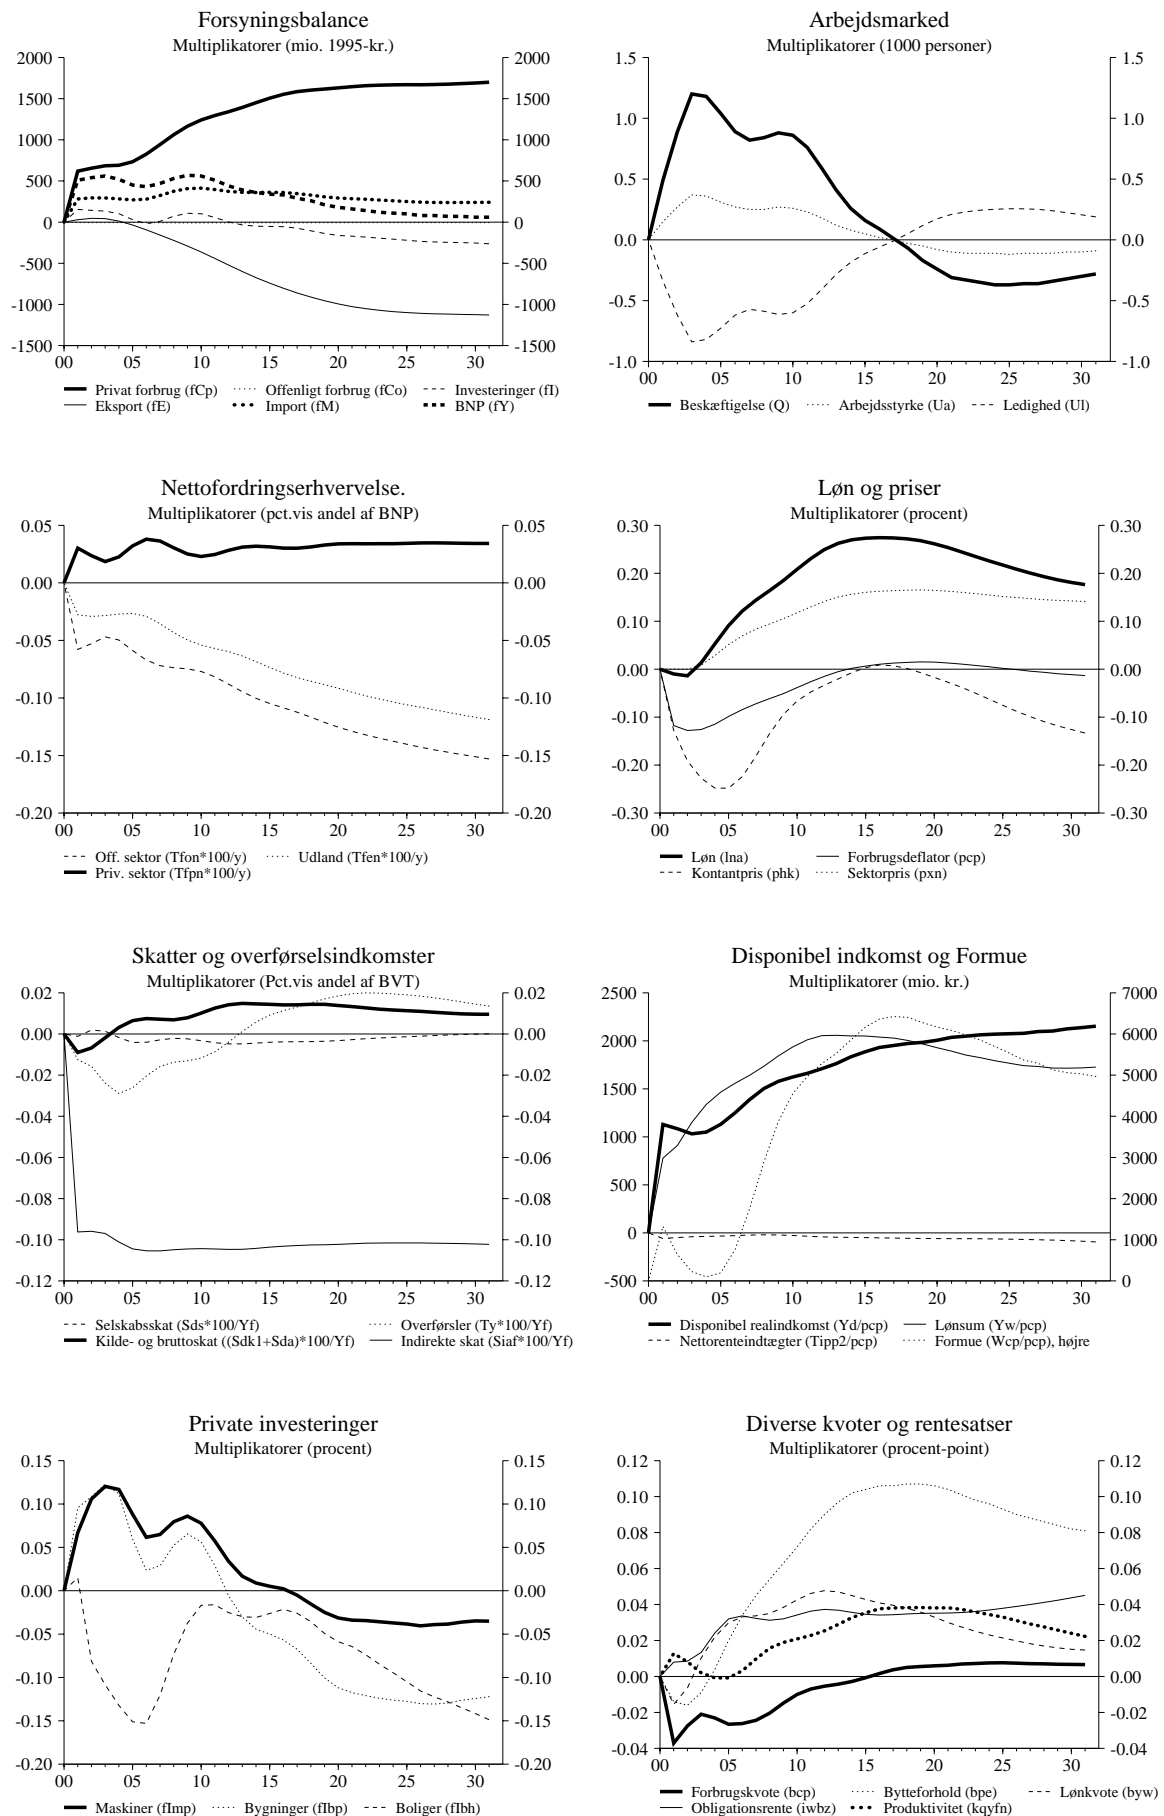 Forsyningsbalance
Multiplikatorer (mio. 1995-kr.)
2000 2000
1500 1500
1000 1000
500 500
0 0
-500 -500
-1000 -1000
-1500 -1500
00 05 10 15 20 25 30
Privat forbrug (fCp) Offenligt forbrug (fCo) Investeringer (fI)
Eksport (fE) Import (fM) BNP (fY)
Arbejdsmarked
Multiplikatorer (1000 personer)
1.5 1.5
1.0 1.0
0.5 0.5
0.0 0.0
-0.5 -0.5
-1.0 -1.0
00 05 10 15 20 25 30
Beskæftigelse (Q) Arbejdsstyrke (Ua) Ledighed (Ul)
Nettofordringserhvervelse.
Multiplikatorer (pct.vis andel af BNP)
0.05 0.05
0.00 0.00
-0.05 -0.05
-0.10 -0.10
-0.15 -0.15
-0.20 -0.20
00 05 10 15 20 25 30
Off. sektor (Tfon*100/y) Udland (Tfen*100/y)
Priv. sektor (Tfpn*100/y)
Løn og priser
Multiplikatorer (procent)
0.30 0.30
0.20 0.20
0.10 0.10
0.00 0.00
-0.10 -0.10
-0.20 -0.20
-0.30 -0.30
00 05 10 15 20 25 30
Løn (lna) Forbrugsdeflator (pcp)
Kontantpris (phk) Sektorpris (pxn)
Skatter og overførselsindkomster
Multiplikatorer (Pct.vis andel af BVT)
0.02 0.02
0.00 0.00
-0.02 -0.02
-0.04 -0.04
-0.06 -0.06
-0.08 -0.08
-0.10 -0.10
-0.12 -0.12
00 05 10 15 20 25 30
Selskabsskat (Sds*100/Yf) Overførsler (Ty*100/Yf)
Kilde- og bruttoskat ((Sdk1+Sda)*100/Yf) Indirekte skat (Siaf*100/Yf)
Disponibel indkomst og Formue
Multiplikatorer (mio. kr.)
2500 7000
2000 6000
1500 5000
1000 4000
500 3000
0 2000
-500 1000
0
00 05 10 15 20 25 30
Disponibel realindkomst (Yd/pcp) Lønsum (Yw/pcp)
Nettorenteindtægter (Tipp2/pcp) Formue (Wcp/pcp), højre
Private investeringer
Multiplikatorer (procent)
0.15 0.15
0.10 0.10
0.05 0.05
0.00 0.00
-0.05 -0.05
-0.10 -0.10
-0.15 -0.15
-0.20 -0.20
00 05 10 15 20 25 30
Maskiner (fImp) Bygninger (fIbp) Boliger (fIbh)
Diverse kvoter og rentesatser
Multiplikatorer (procent-point)
0.12 0.12
0.10 0.10
0.08 0.08
0.06 0.06
0.04 0.04
0.02 0.02
0.00 0.00
-0.02 -0.02
-0.04 -0.04
00 05 10 15 20 25 30
Forbrugskvote (bcp) Bytteforhold (bpe) Lønkvote (byw)
Obligationsrente (iwbz) Produktivitet (kqyfn)